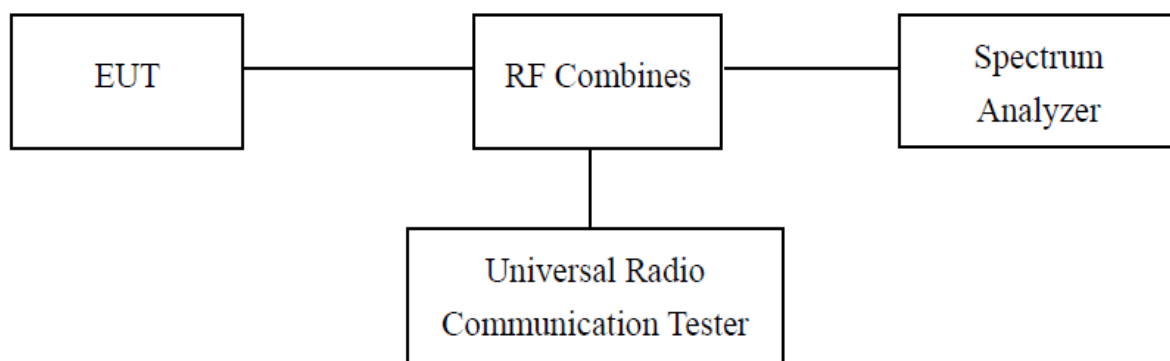 EUT
RF Combines
Spectrum
Analyzer
Universal Radio
Communication Tester